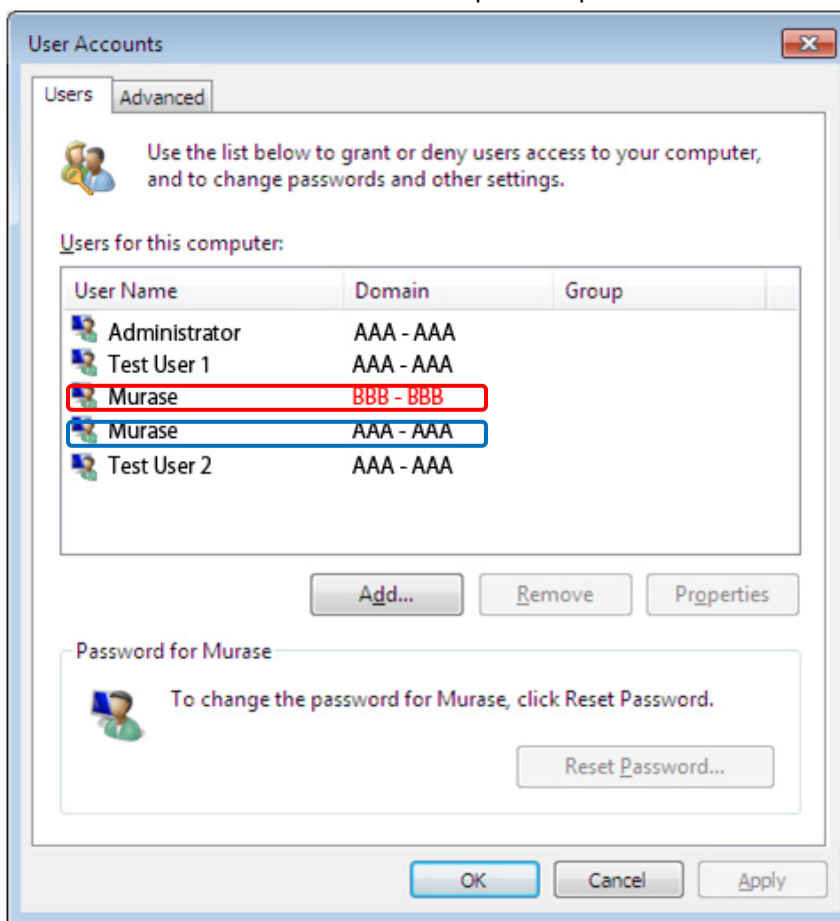 User Accounts
Users Advanced
Use the list below to grant or deny users access to your computer,
and to change passwords and other settings.
Users for this computer:
User Name Domain Group
Administrator AAA - AAA
Test User 1 AAA - AAA
Murase BBB - BBB
Murase AAA - AAA
Test User 2 AAA - AAA
Add... Remove Properties
Password for Murase
To change the password for Murase, click Reset Password.
Reset Password...
OK Cancel Apply